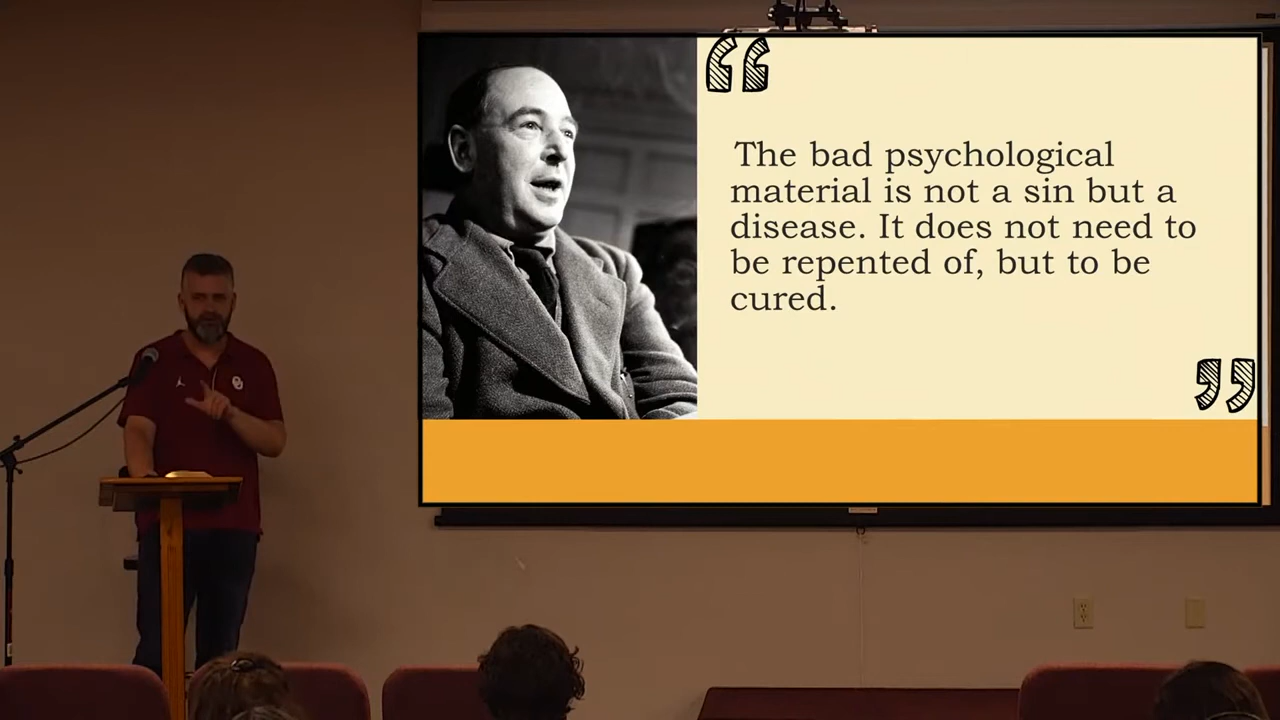 “
The bad psychological
material is not a sin but a
disease. It does not need to
be repented of, but to be
cured.
”
OU